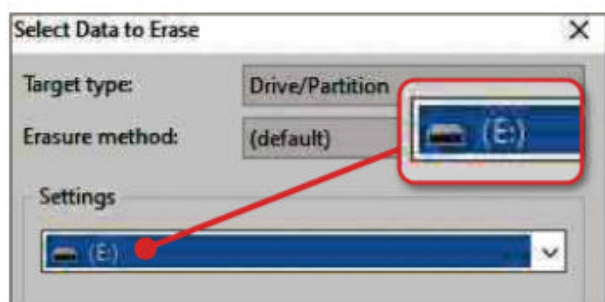 Select Data to Erase
Target type: Drive/Partition
Erasure method: (default)
(E:)
Settings
(E:)